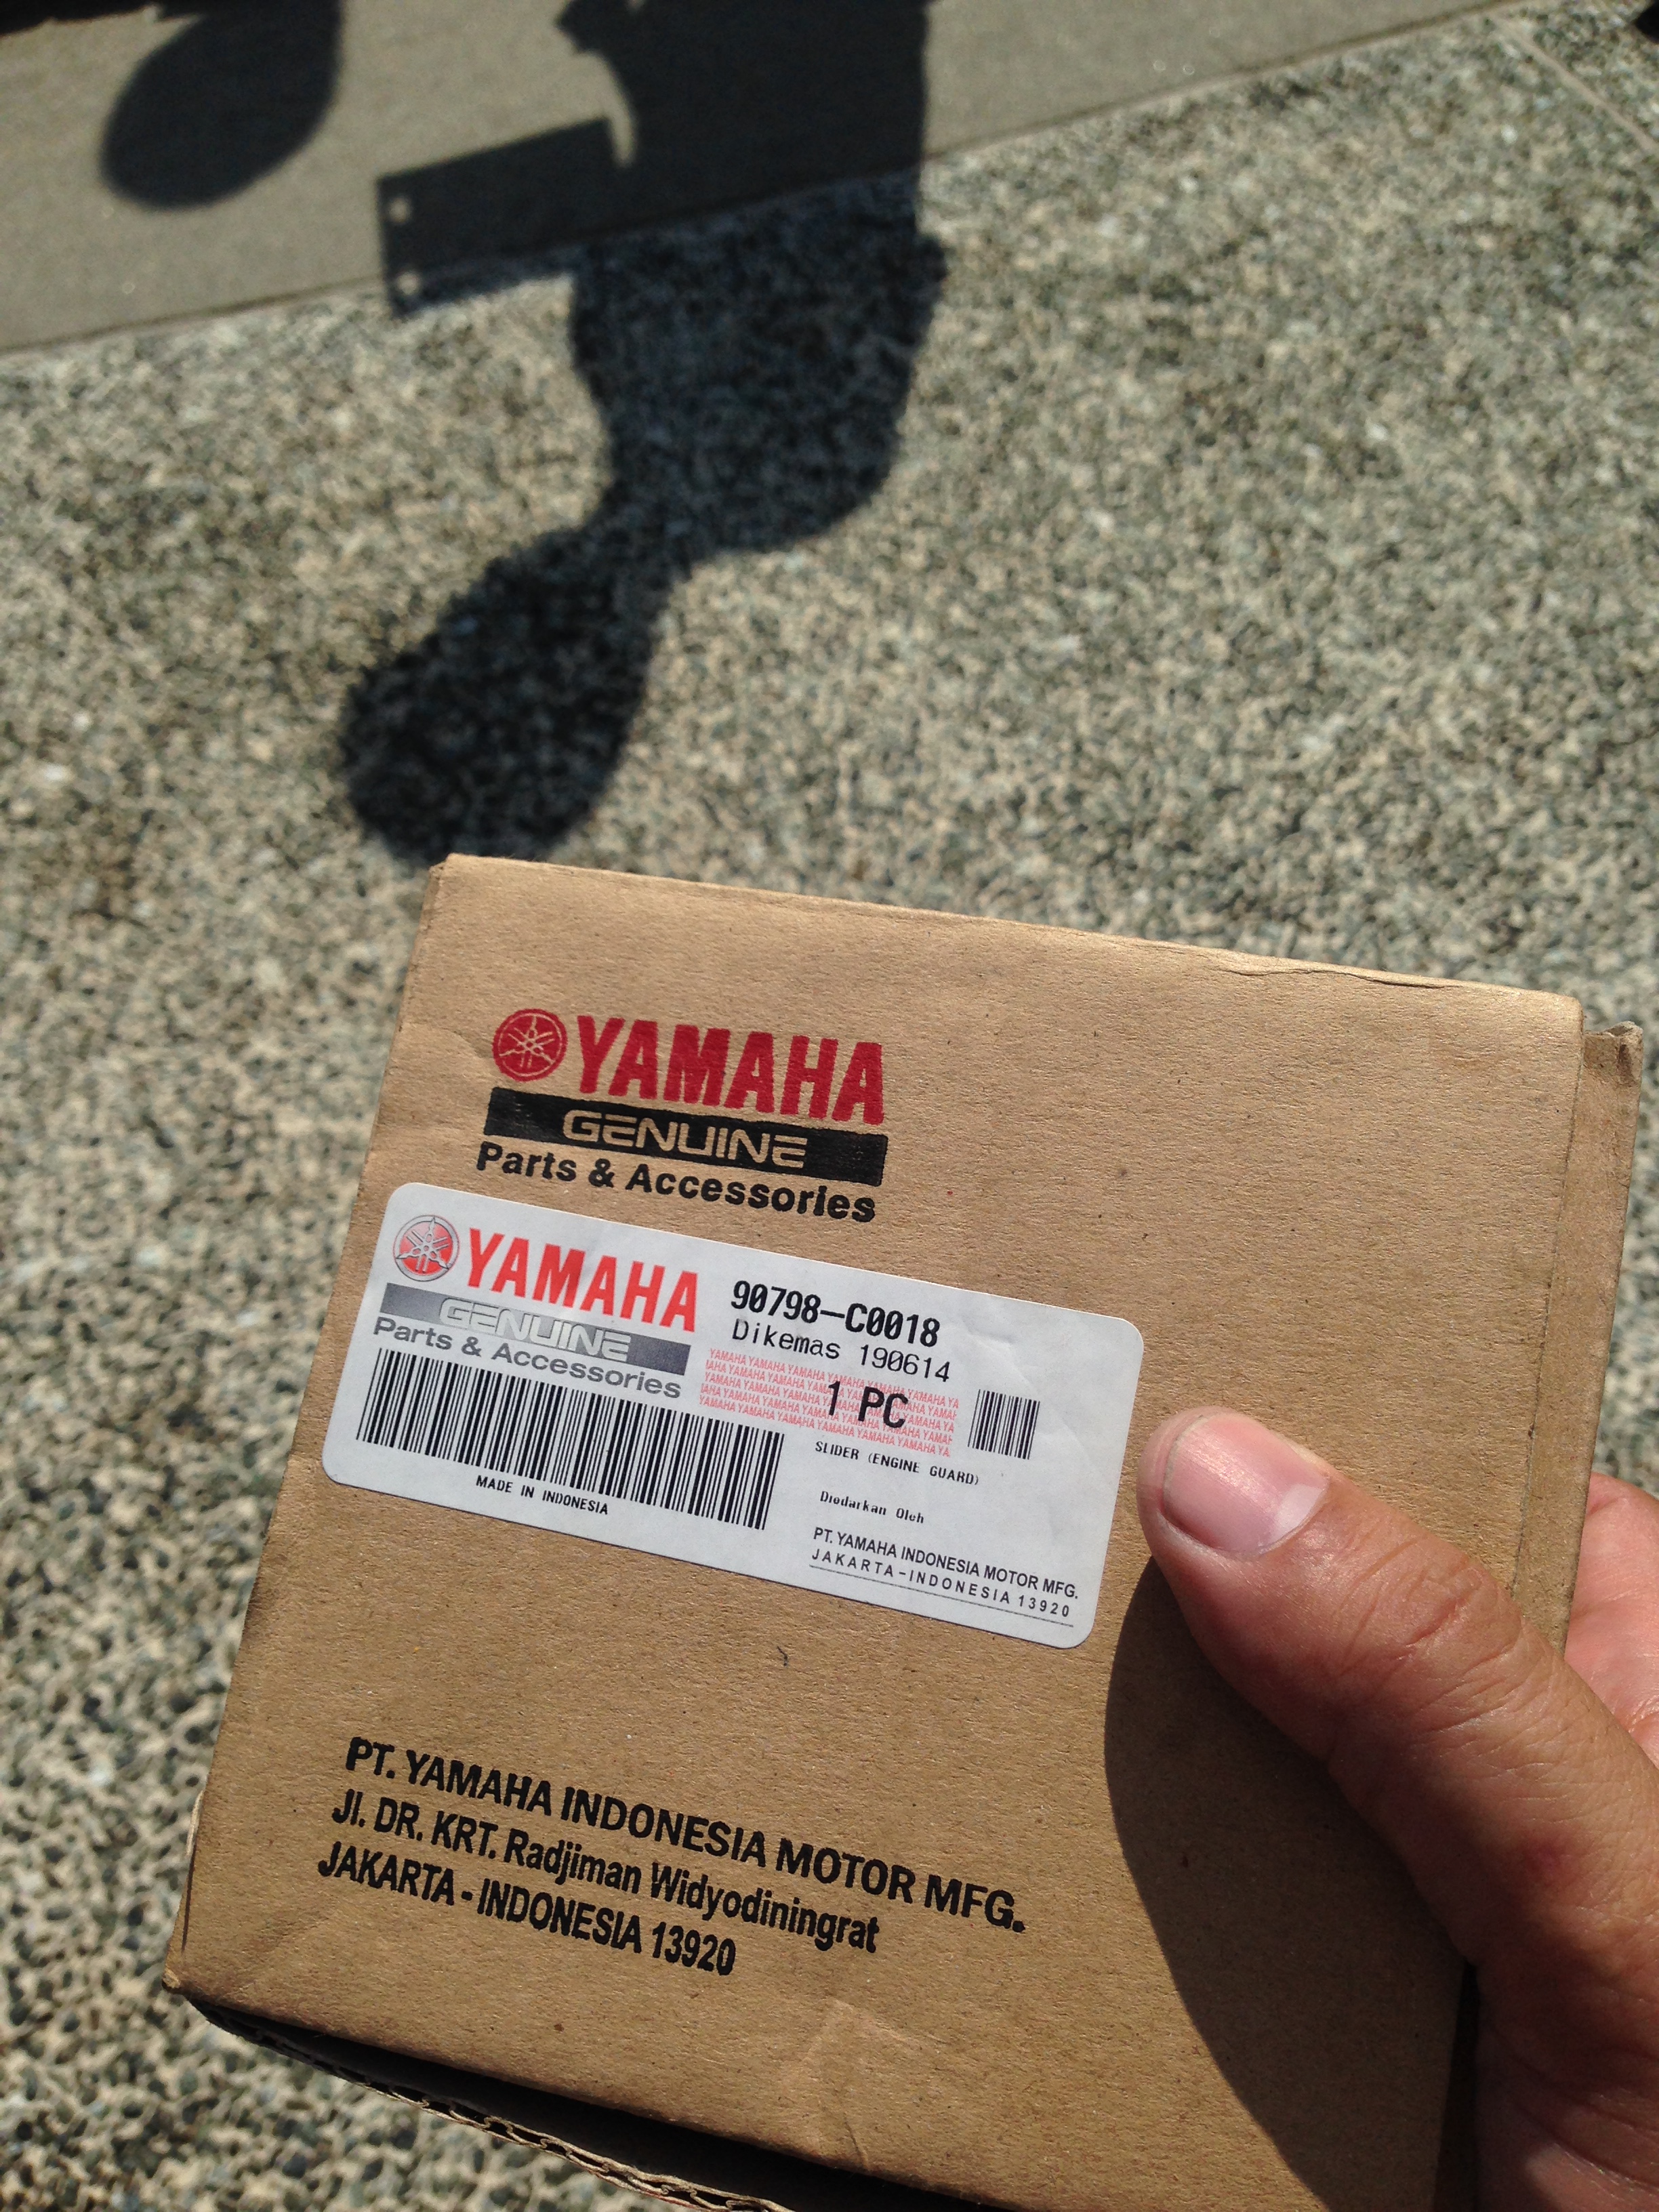 YAMAHA
GENUINE
Parts & Accessories
YAMAHA
GENUINE
Parts & Accessories
MADE IN INDONESIA
90798-C0018
Dikemas 190614
1 PC
SLIDER (ENGINE GUARD)
Diedarkan Oleh
PT. YAMAHA INDONESIA MOTOR MFG.
JAKARTA-INDONESIA 13920
PT. YAMAHA INDONESIA MOTOR MFG.
Jl. DR. KRT. Radjiman Widyodiningrat
JAKARTA - INDONESIA 13920